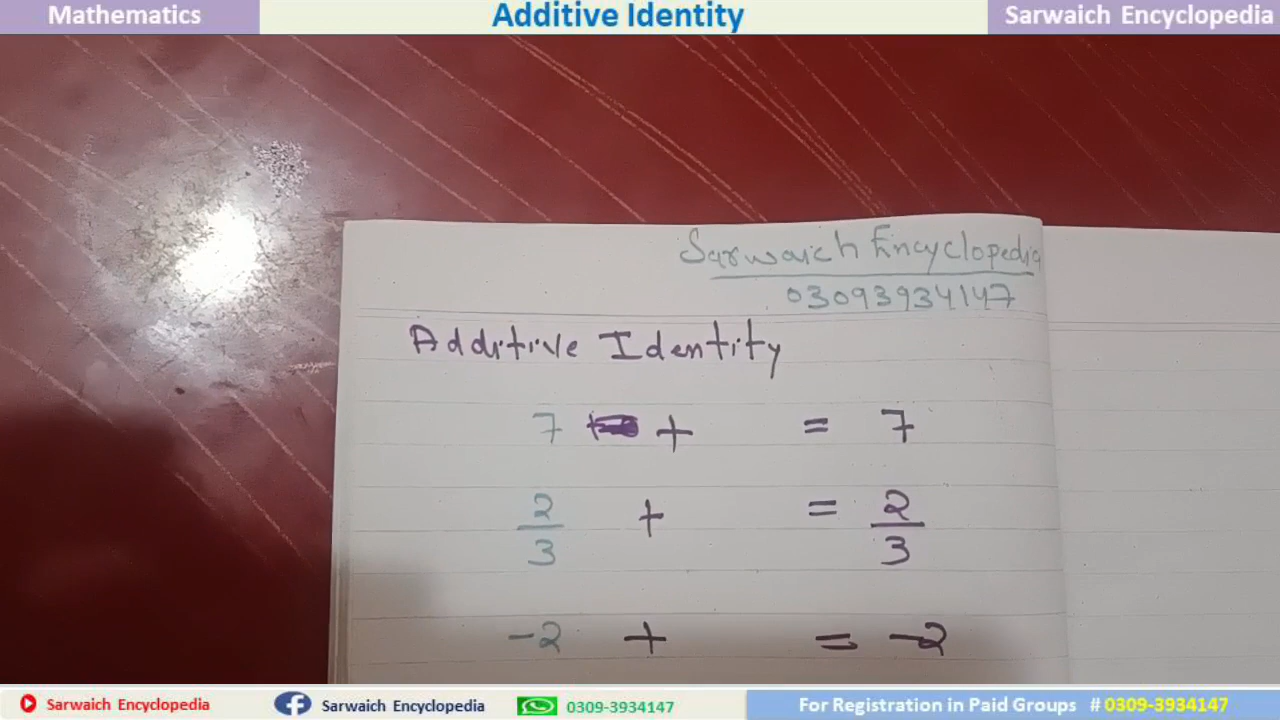 Mathematics
Additive Identity
Sarwaich Encyclopedia
Sarwaich Encyclopedia
03093934147
Additive Identity
7 + = 7
2/3 + = 2/3
-2 + = -2
Sarwaich Encyclopedia
Sarwaich Encyclopedia
0309-3934147
For Registration in Paid Groups # 0309-3934147